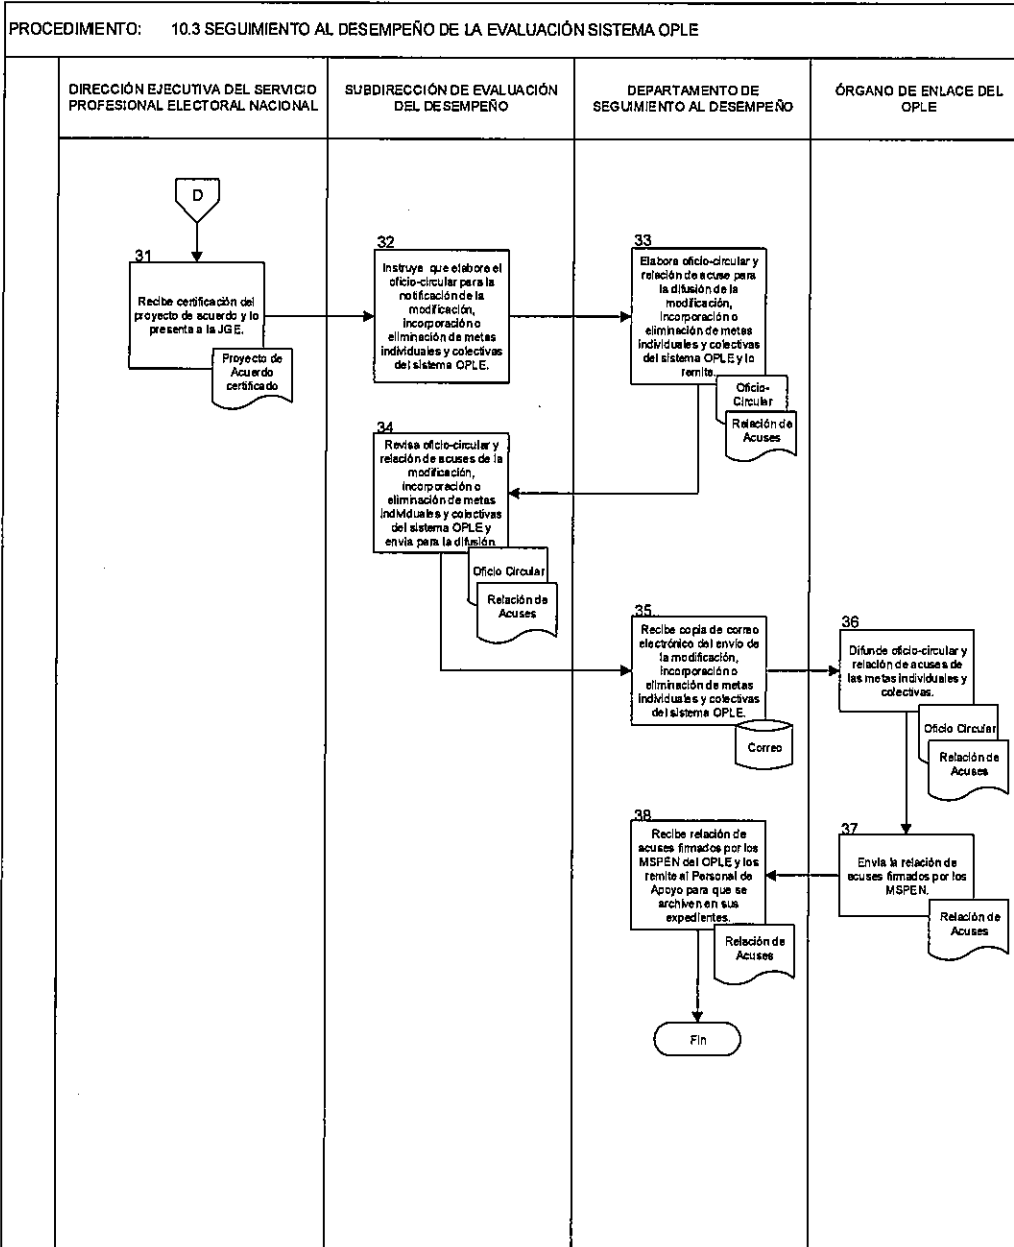 PROCEDIMIENTO: 10.3 SEGUIMIENTO AL DESEMPEÑO DE LA EVALUACIÓN SISTEMA OPLE
DIRECCIÓN EJECUTIVA DEL SERVICIO
PROFESIONAL ELECTORAL NACIONAL
SUBDIRECCIÓN DE EVALUACIÓN
DEL DESEMPEÑO
DEPARTAMENTO DE
SEGUIMIENTO AL DESEMPEÑO
ÓRGANO DE ENLACE DEL
OPLE
D
31
Recibe certificación del
proyecto de acuerdo y lo
presenta a la JGE.
Proyecto de
Acuerdo
certificado
32
Instruye que elabore el
oficio-circular para la
notificación de la
modificación,
incorporación o
eliminación de metas
individuales y colectivas
del sistema OPLE.
33
Elabora oficio-circular y
relación de acuse para
la difusión de la
modificación,
incorporación o
eliminación de metas
individuales y colectivas
del sistema OPLE y lo
remite.
Oficio-
Circular
Relación de
Acuses
34
Revisa oficio-circular y
relación de acuses de la
modificación,
incorporación o
eliminación de metas
individuales y colectivas
del sistema OPLE y
envía para la difusión.
Oficio Circular
Relación de
Acuses
35
Recibe copia de correo
electrónico del envío de
la modificación,
incorporación o
eliminación de metas
individuales y colectivas
del sistema OPLE.
Correo
36
Difunde oficio-circular y
relación de acuses de
las metas individuales y
colectivas.
Oficio Circular
Relación de
Acuses
37
Envía la relación de
acuses firmados por los
MSPEN.
Relación de
Acuses
38
Recibe relación de
acuses firmados por los
MSPEN del OPLE y los
remite al Personal de
Apoyo para que se
archiven en sus
expedientes.
Relación de
Acuses
Fin